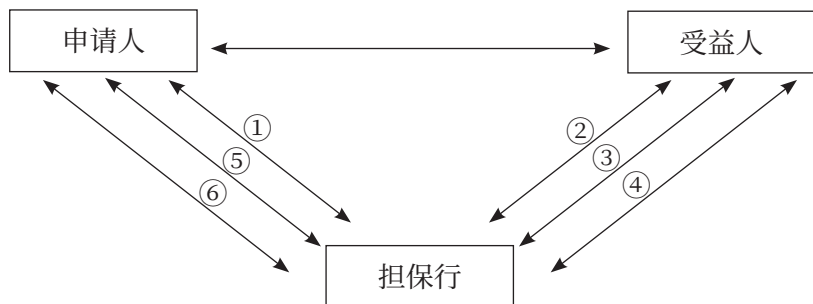 申请人
受益人
①
②
⑤
③
⑥
④
担保行